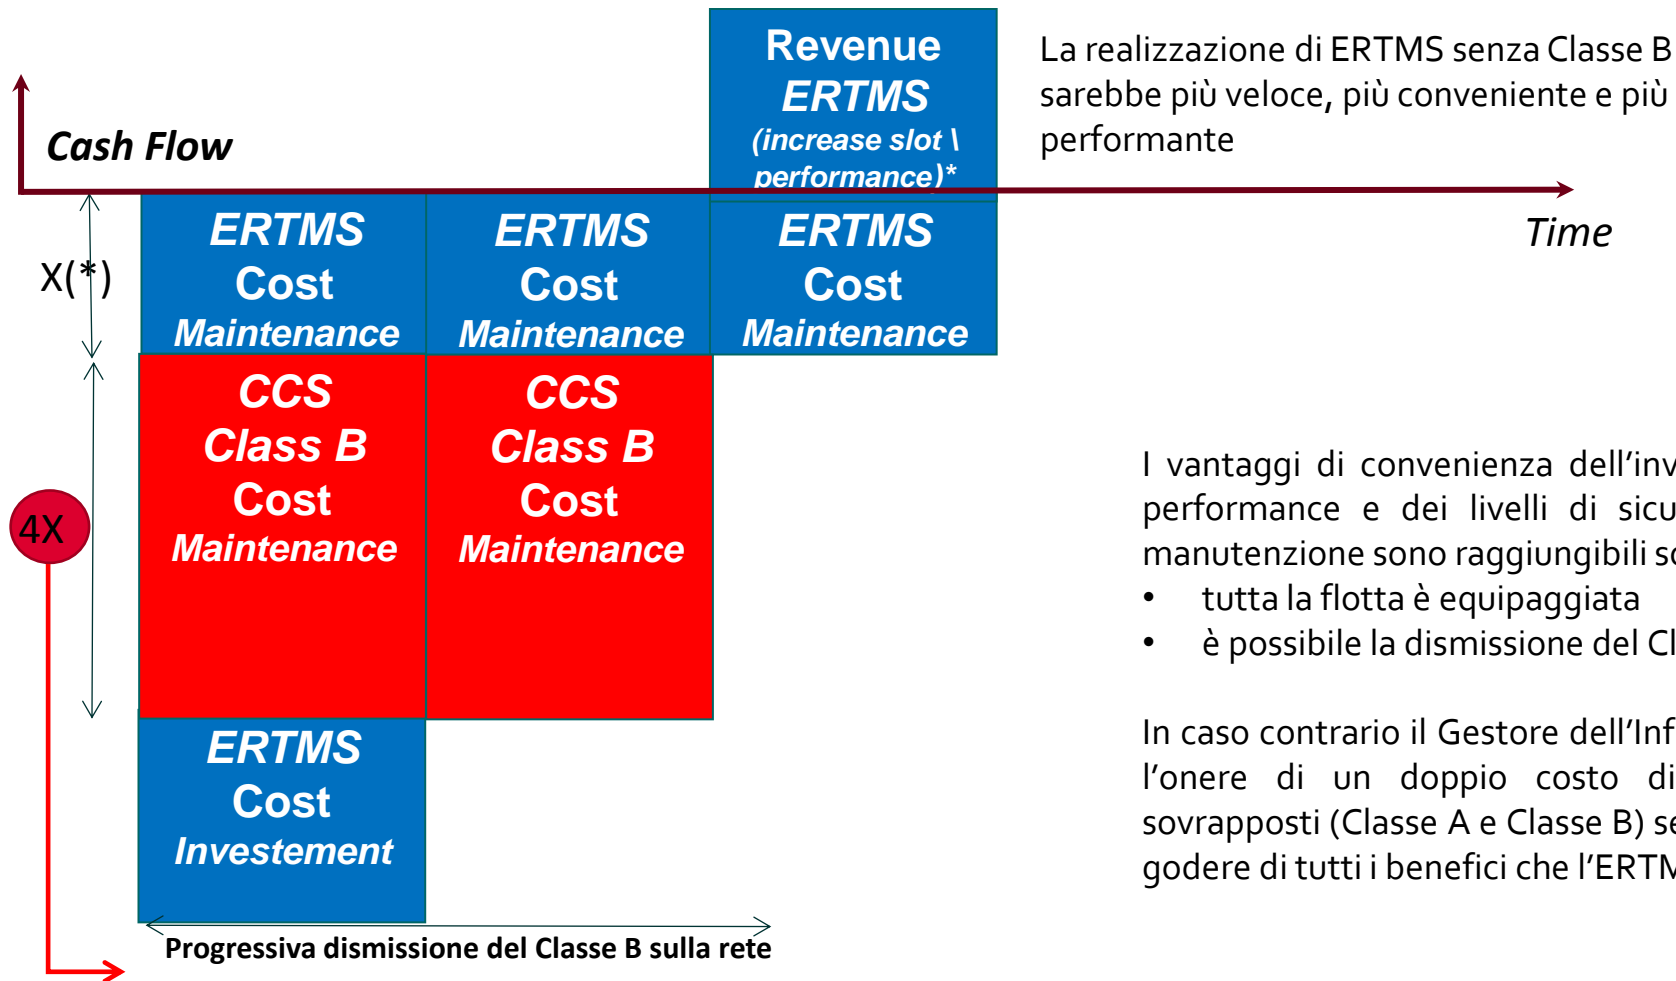 Revenue
ERTMS
(increase slot \
performance)*
La realizzazione di ERTMS senza Classe B
sarebbe più veloce, più conveniente e più
performante
Cash Flow
Time
X(*)
ERTMS
Cost
Maintenance
ERTMS
Cost
Maintenance
ERTMS
Cost
Maintenance
4X
CCS
Class B
Cost
Maintenance
CCS
Class B
Cost
Maintenance
ERTMS
Cost
Investement
Progressiva dismissione del Classe B sulla rete
I vantaggi di convenienza dell’inv
performance e dei livelli di sicu
manutenzione sono raggiungibili so
• tutta la flotta è equipaggiata
• è possibile la dismissione del Cl
In caso contrario il Gestore dell’Inf
l’onere di un doppio costo di
sovrapposti (Classe A e Classe B) se
godere di tutti i benefici che l’ERTM